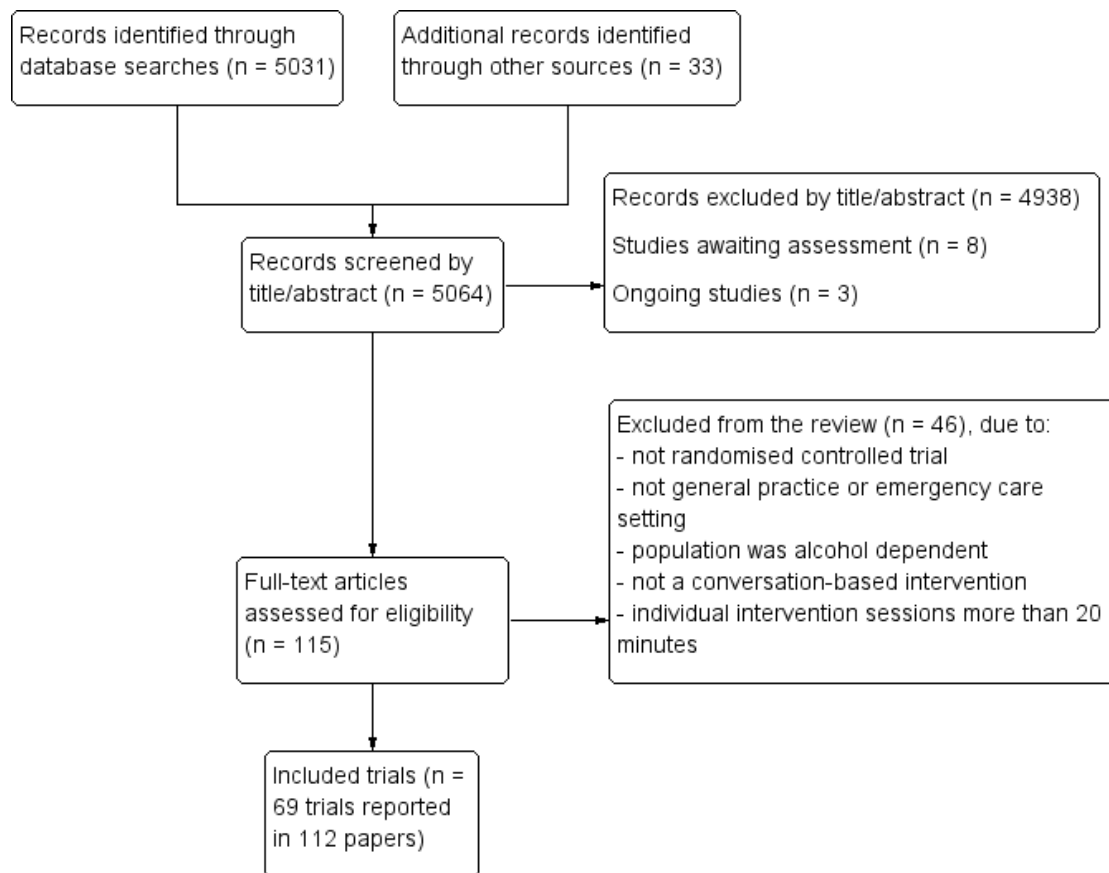 Records identified through
database searches (n = 5031)
Additional records identified
through other sources (n = 33)
Records excluded by title/abstract (n = 4938)
Studies awaiting assessment (n = 8)
Ongoing studies (n = 3)
Records screened by
title/abstract (n = 5064)
Excluded from the review (n = 46), due to:
- not randomised controlled trial
- not general practice or emergency care
setting
- population was alcohol dependent
- not a conversation-based intervention
- individual intervention sessions more than 20
minutes
Full-text articles
assessed for eligibility
(n = 115)
Included trials (n =
69 trials reported
in 112 papers)